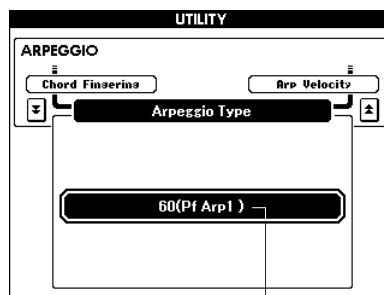 UTILITY
ARPEGGIO
Chord Fingering
Arp Velocity
Arpeggio Type
60(Pf Arp1 )